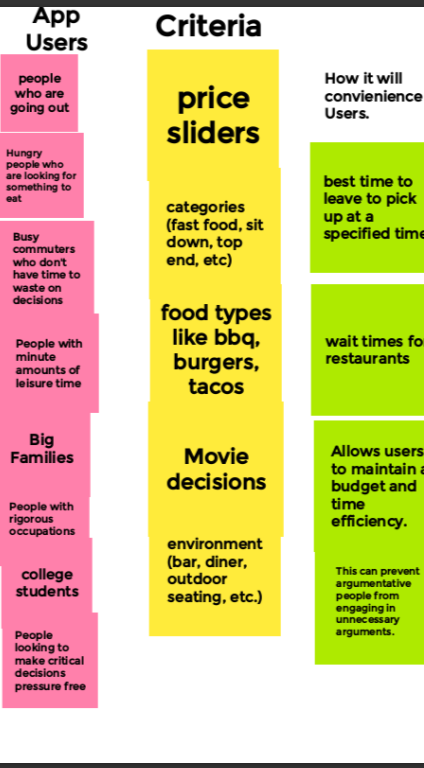 App
Users
people
who are
going out
Hungry
people who
are looking for
something to
eat
Busy
commuters
who don't
have time to
waste on
decisions
People with
minute
amounts of
leisure time
Big
Families
People with
rigorous
occupations
college
students
People
looking to
make critical
decisions
pressure free
Criteria
price
sliders
categories
(fast food, sit
down, top
end, etc)
food types
like bbq,
burgers,
tacos
Movie
decisions
environment
(bar, diner,
outdoor
seating, etc.)
How it will
convienience
Users.
best time to
leave to pick
up at a
specified time
wait times fo
restaurants
Allows users
to maintain a
budget and
time
efficiency.
This can prevent
argumentative
people from
engaging in
unnecessary
arguments.